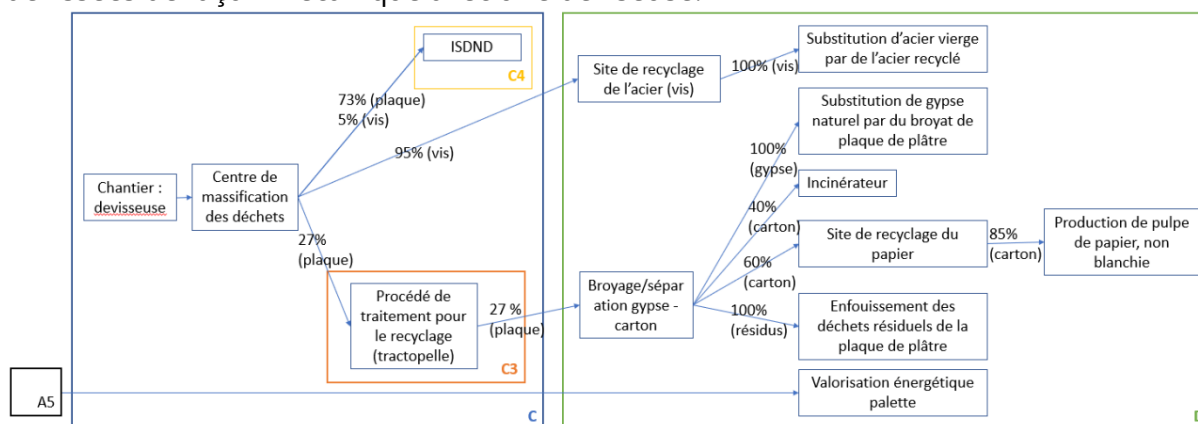 ISDND
C4
73% (plaque)
5% (vis)
95% (vis)
Chantier :
devisseuse
Centre de
massification
des déchets
27%
(plaque)
Procédé de
traitement pour
le recyclage
(tractopelle)
C3
27 %
(plaque)
A5
C
Site de recyclage
de l'acier (vis)
100% (vis)
Substitution d'acier vierge
par de l'acier recyclé
Substitution de gypse
naturel par du broyat de
plaque de plâtre
100%
(gypse)
Incinérateur
40%
(carton)
Site de recyclage du
papier
85%
(carton)
Production de pulpe
de papier, non
blanchie
60%
(carton)
Broyage/sépar
ation gypse -
carton
100%
(résidus)
Enfouissement des
déchets résiduels de la
plaque de plâtre
Valorisation énergétique
palette